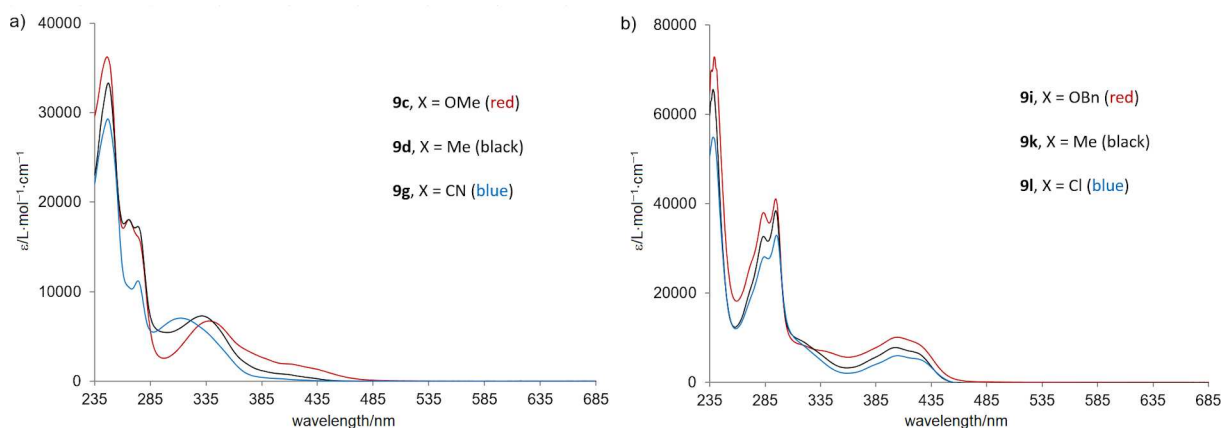 a)
40000
30000
20000
10000
0
ε/L·mol⁻¹·cm⁻¹
9c, X = OMe (red)
9d, X = Me (black)
9g, X = CN (blue)
235 285 335 385 435 485 535 585 635 685
wavelength/nm
b)
80000
60000
40000
20000
0
ε/L·mol⁻¹·cm⁻¹
9i, X = OBn (red)
9k, X = Me (black)
9l, X = Cl (blue)
235 285 335 385 435 485 535 585 635 685
wavelength/nm